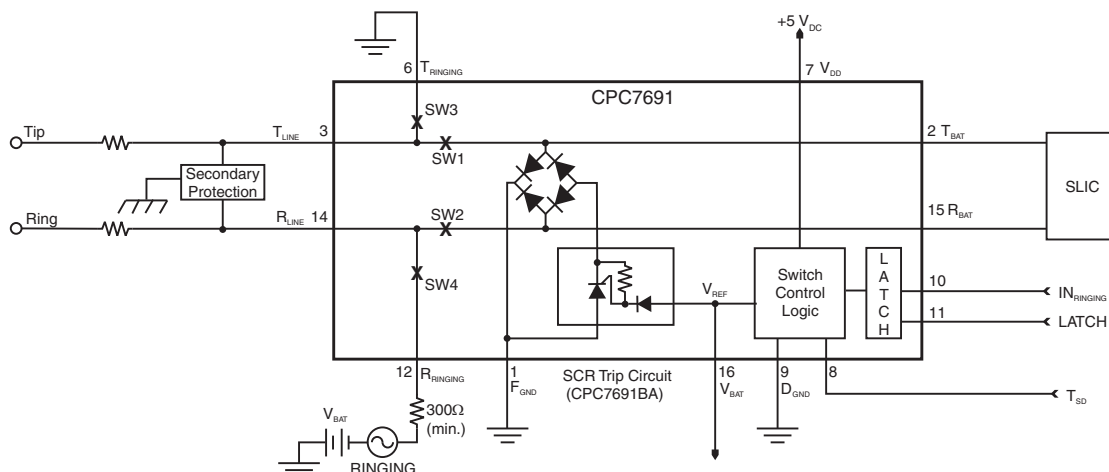 +5 V_DC
6 T_RINGING
7 V_DD
CPC7691
SW3
Tip
T_LINE 3
SW1
2 T_BAT
Secondary
Protection
SLIC
Ring
R_LINE 14
SW2
15 R_BAT
SW4
V_REF
Switch
Control
Logic
LATCH
10
IN_RINGING
11
LATCH
12 R_RINGING
1
F_GND
SCR Trip Circuit
(CPC7691BA)
16
V_BAT
9
D_GND
8
T_SD
300Ω
(min.)
V_BAT
RINGING